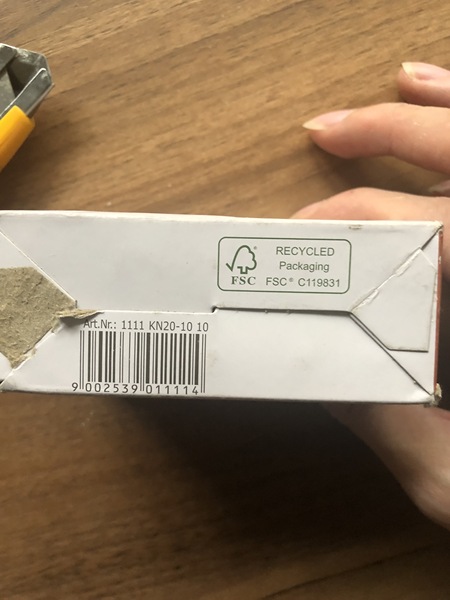 RECYCLED
Packaging
FSC
FSC® C119831
Art.Nr.: 1111 KN20-10 10
9 002539 011114